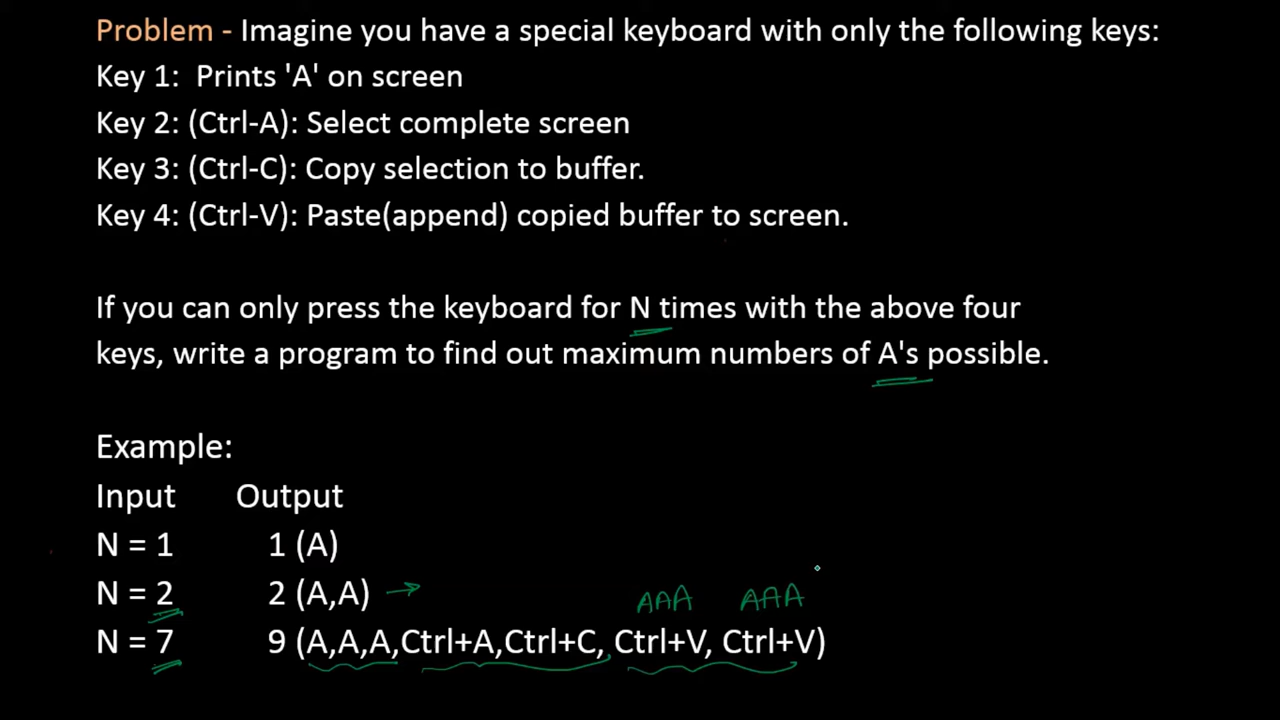 Problem - Imagine you have a special keyboard with only the following keys:
Key 1:  Prints 'A' on screen
Key 2: (Ctrl-A): Select complete screen
Key 3: (Ctrl-C): Copy selection to buffer.
Key 4: (Ctrl-V): Paste(append) copied buffer to screen.
If you can only press the keyboard for N times with the above four
keys, write a program to find out maximum numbers of A's possible.
Example:
Input Output
N = 1 1 (A)
N = 2 2 (A,A)
AAA AAA
N = 7 9 (A,A,A,Ctrl+A,Ctrl+C, Ctrl+V, Ctrl+V)